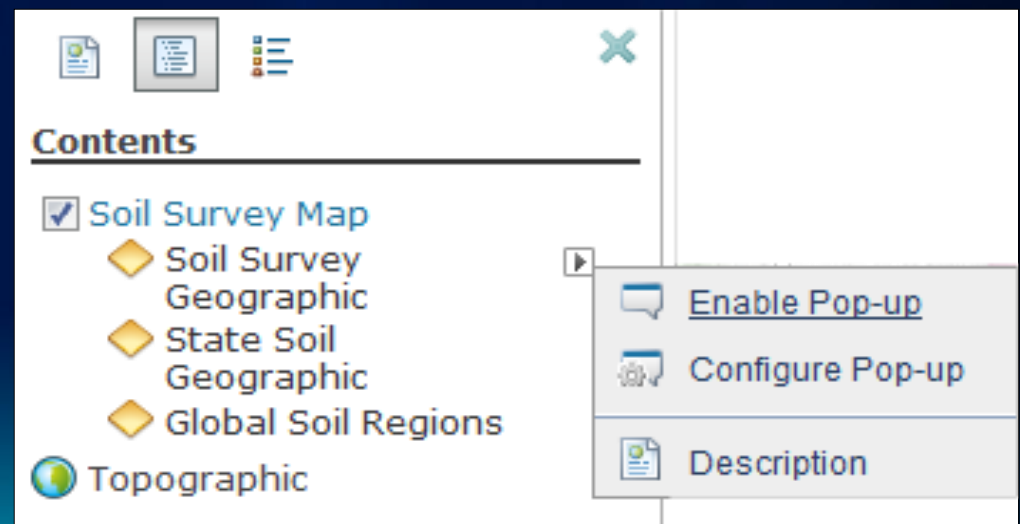 Contents
Soil Survey Map
Soil Survey
Geographic
State Soil
Geographic
Global Soil Regions
Topographic
Enable Pop-up
Configure Pop-up
Description